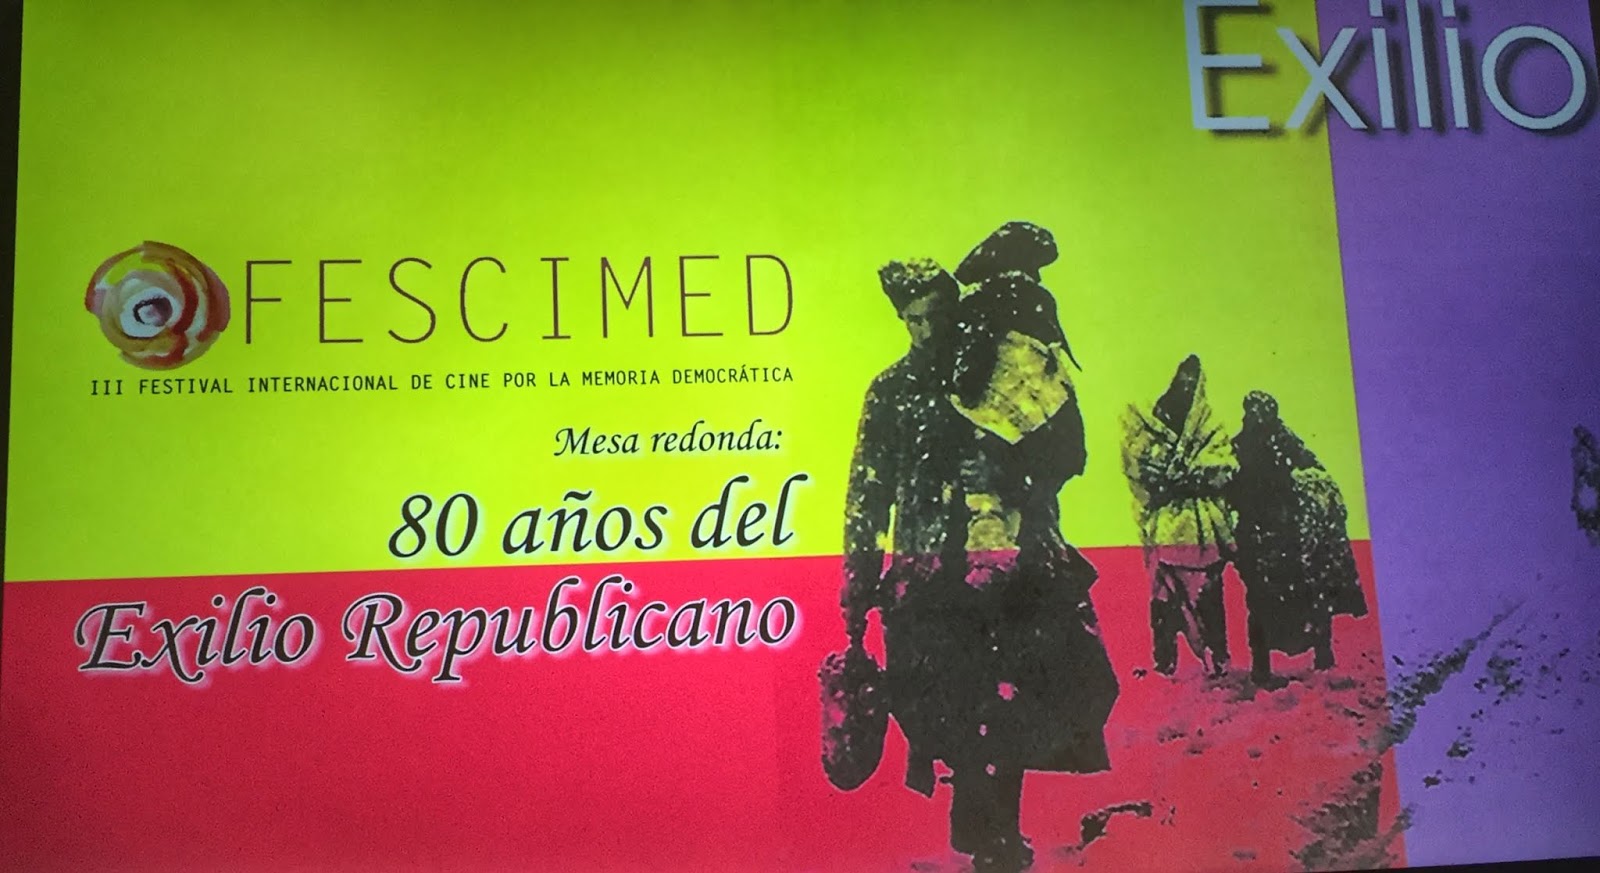 Exilio
FESCIMED
III FESTIVAL INTERNACIONAL DE CINE POR LA MEMORIA DEMOCRÁTICA
Mesa redonda:
80 años del
Exilio Republicano